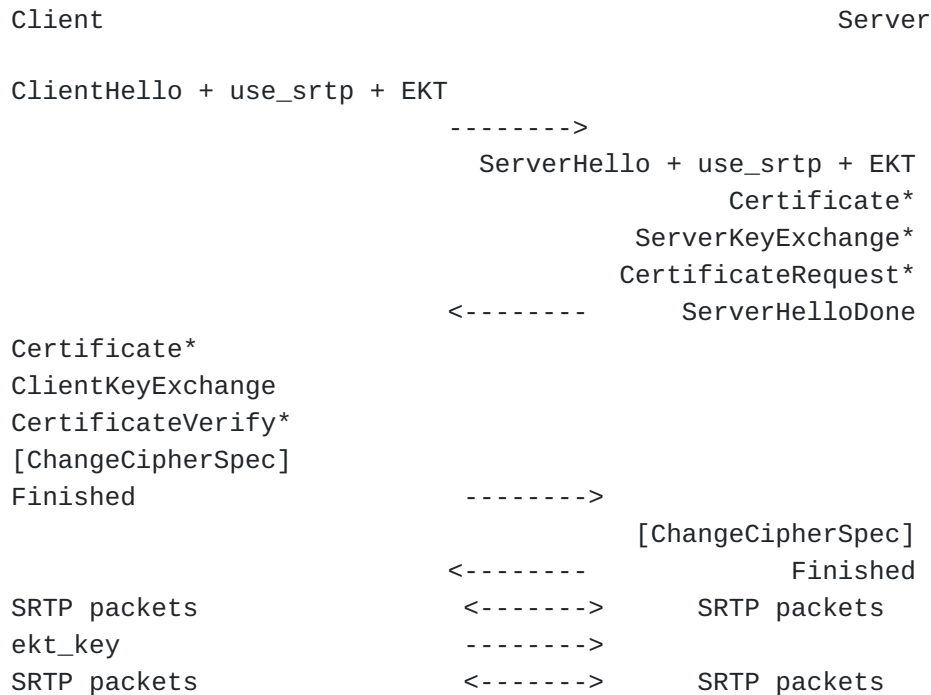 Client Server
ClientHello + use_srtp + EKT
-------->
ServerHello + use_srtp + EKT
Certificate*
ServerKeyExchange*
CertificateRequest*
<-------- ServerHelloDone
Certificate*
ClientKeyExchange
CertificateVerify*
[ChangeCipherSpec]
Finished -------->
[ChangeCipherSpec]
<-------- Finished
SRTP packets <-------> SRTP packets
ekt_key -------->
SRTP packets <-------> SRTP packets